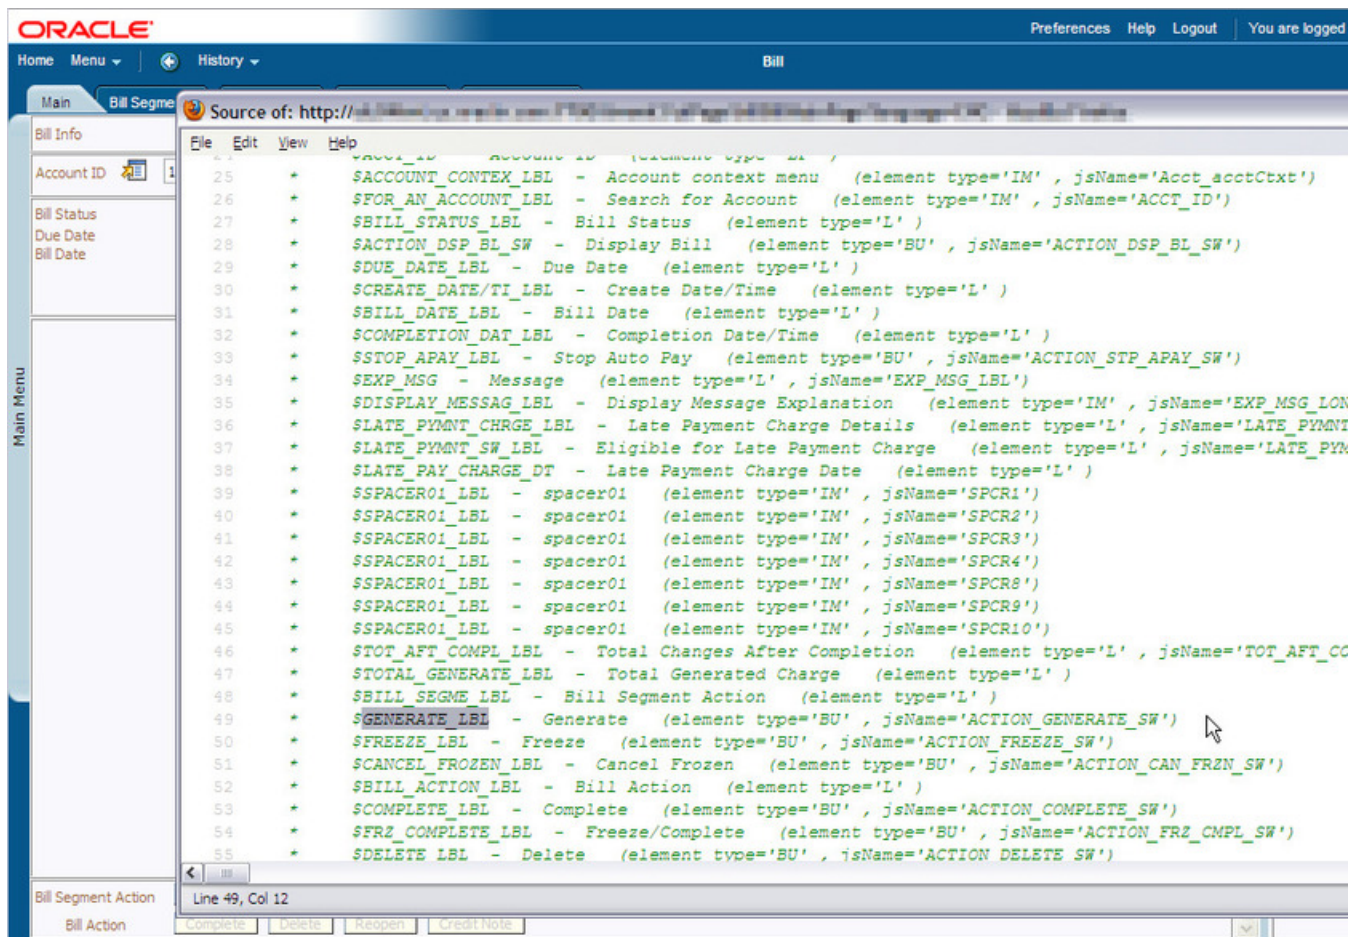 ORACLE
Preferences Help Logout You are logged
Home Menu History Bill
Main Bill Segme
Source of: http://
File Edit View Help
Bill Info
Account ID 1
Bill Status
Due Date
Bill Date
Main Menu
$ACCT_ID - Account ID (element type='LP')
25 * $ACCOUNT_CONTEX_LBL - Account context menu (element type='IM' , jsName='Acct_acctCtxt')
26 * $FOR_AN_ACCOUNT_LBL - Search for Account (element type='IM' , jsName='ACCT_ID')
27 * $BILL_STATUS_LBL - Bill Status (element type='L' )
28 * $ACTION_DSP_BL_SW - Display Bill (element type='BU' , jsName='ACTION_DSP_BL_SW')
29 * $DUE_DATE_LBL - Due Date (element type='L' )
30 * $CREATE_DATE/TI_LBL - Create Date/Time (element type='L' )
31 * $BILL_DATE_LBL - Bill Date (element type='L' )
32 * $COMPLETION_DAT_LBL - Completion Date/Time (element type='L' )
33 * $STOP_APAY_LBL - Stop Auto Pay (element type='BU' , jsName='ACTION_STP_APAY_SW')
34 * $EXP_MSG - Message (element type='L' , jsName='EXP_MSG_LBL')
35 * $DISPLAY_MESSAG_LBL - Display Message Explanation (element type='IM' , jsName='EXP_MSG_LON
36 * $LATE_PYMNT_CHRGE_LBL - Late Payment Charge Details (element type='L' , jsName='LATE_PYMNT
37 * $LATE_PYMNT_SW_LBL - Eligible for Late Payment Charge (element type='L' , jsName='LATE_PYM
38 * $LATE_PAY_CHARGE_DT - Late Payment Charge Date (element type='L' )
39 * $SPACER01_LBL - spacer01 (element type='IM' , jsName='SPCR1')
40 * $SPACER01_LBL - spacer01 (element type='IM' , jsName='SPCR2')
41 * $SPACER01_LBL - spacer01 (element type='IM' , jsName='SPCR3')
42 * $SPACER01_LBL - spacer01 (element type='IM' , jsName='SPCR4')
43 * $SPACER01_LBL - spacer01 (element type='IM' , jsName='SPCR8')
44 * $SPACER01_LBL - spacer01 (element type='IM' , jsName='SPCR9')
45 * $SPACER01_LBL - spacer01 (element type='IM' , jsName='SPCR10')
46 * $TOT_AFT_COMPL_LBL - Total Changes After Completion (element type='L' , jsName='TOT_AFT_CO
47 * $TOTAL_GENERATE_LBL - Total Generated Charge (element type='L' )
48 * $BILL_SEGME_LBL - Bill Segment Action (element type='L' )
49 * $GENERATE_LBL - Generate (element type='BU' , jsName='ACTION_GENERATE_SW')
50 * $FREEZE_LBL - Freeze (element type='BU' , jsName='ACTION_FREEZE_SW')
51 * $CANCEL_FROZEN_LBL - Cancel Frozen (element type='BU' , jsName='ACTION_CAN_FRZN_SW')
52 * $BILL_ACTION_LBL - Bill Action (element type='L' )
53 * $COMPLETE_LBL - Complete (element type='BU' , jsName='ACTION_COMPLETE_SW')
54 * $FRZ_COMPLETE_LBL - Freeze/Complete (element type='BU' , jsName='ACTION_FRZ_CMPL_SW')
55 * $DELETE_LBL - Delete (element type='BU' , jsName='ACTION_DELETE_SW')
Line 49, Col 12
Bill Segment Action
Bill Action Complete Delete Reopen Credit Note